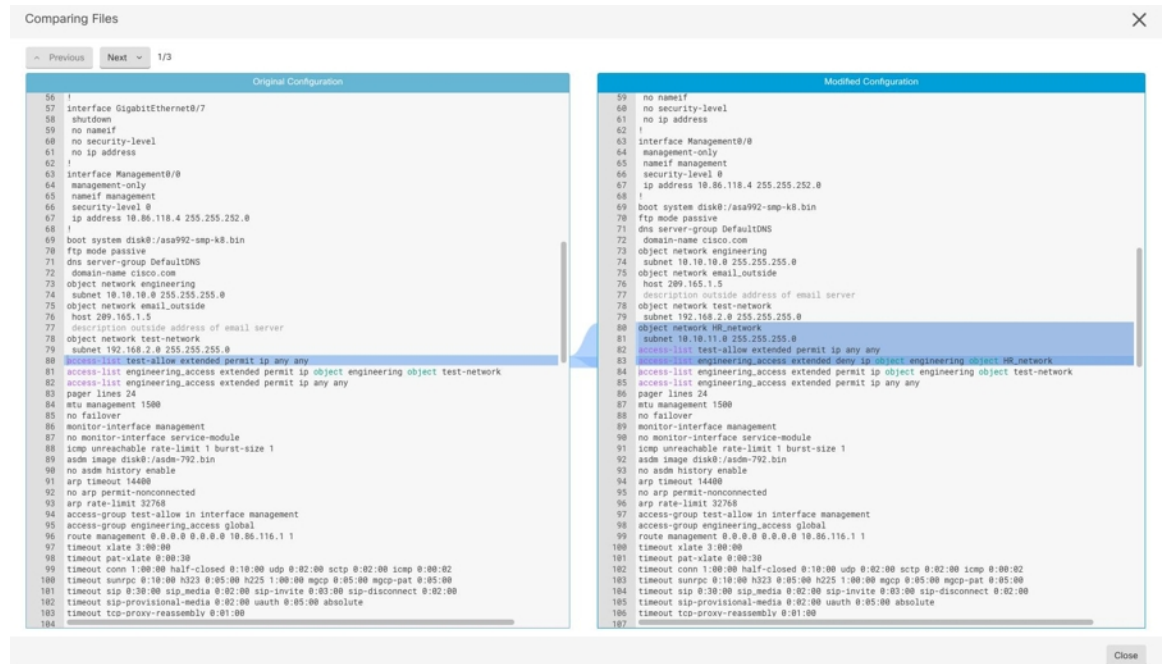 Comparing Files
Previous Next 1/3
Original Configuration
56 !
57 interface GigabitEthernet0/7
58 shutdown
59 no nameif
60 no security-level
61 no ip address
62 !
63 interface Management0/0
64 management-only
65 nameif management
66 security-level 0
67 ip address 10.86.118.4 255.255.252.0
68 !
69 boot system disk0:/asa992-smp-k8.bin
70 ftp mode passive
71 dns server-group DefaultDNS
72 domain-name cisco.com
73 object network engineering
74 subnet 10.10.10.0 255.255.255.0
75 object network email_outside
76 host 209.165.1.5
77 description outside address of email server
78 object network test-network
79 subnet 192.168.2.0 255.255.255.0
80 access-list test-allow extended permit ip any any
81 access-list engineering_access extended permit ip object engineering object test-network
82 access-list engineering_access extended permit ip any any
83 pager lines 24
84 mtu management 1500
85 no failover
86 monitor-interface management
87 no monitor-interface service-module
88 icmp unreachable rate-limit 1 burst-size 1
89 asdm image disk0:/asdm-792.bin
90 no asdm history enable
91 arp timeout 14400
92 no arp permit-nonconnected
93 arp rate-limit 32768
94 access-group test-allow in interface management
95 access-group engineering_access global
96 route management 0.0.0.0 0.0.0.0 10.86.116.1 1
97 timeout xlate 3:00:00
98 timeout pat-xlate 0:00:30
99 timeout conn 1:00:00 half-closed 0:10:00 udp 0:02:00 sctp 0:02:00 icmp 0:00:02
100 timeout sunrpc 0:10:00 h323 0:05:00 h225 1:00:00 mgcp 0:05:00 mgcp-pat 0:05:00
101 timeout sip 0:30:00 sip_media 0:02:00 sip-invite 0:03:00 sip-disconnect 0:02:00
102 timeout sip-provisional-media 0:02:00 uauth 0:05:00 absolute
103 timeout tcp-proxy-reassembly 0:01:00
104
Modified Configuration
59 no nameif
60 no security-level
61 no ip address
62 !
63 interface Management0/0
64 management-only
65 nameif management
66 security-level 0
67 ip address 10.86.118.4 255.255.252.0
68 !
69 boot system disk0:/asa992-smp-k8.bin
70 ftp mode passive
71 dns server-group DefaultDNS
72 domain-name cisco.com
73 object network engineering
74 subnet 10.10.10.0 255.255.255.0
75 object network email_outside
76 host 209.165.1.5
77 description outside address of email server
78 object network test-network
79 subnet 192.168.2.0 255.255.255.0
80 object network HR_network
81 subnet 10.10.11.0 255.255.255.0
82 access-list test-allow extended permit ip any any
83 access-list engineering_access extended deny ip object engineering object HR_network
84 access-list engineering_access extended permit ip object engineering object test-network
85 access-list engineering_access extended permit ip any any
86 pager lines 24
87 mtu management 1500
88 no failover
89 monitor-interface management
90 no monitor-interface service-module
91 icmp unreachable rate-limit 1 burst-size 1
92 asdm image disk0:/asdm-792.bin
93 no asdm history enable
94 arp timeout 14400
95 no arp permit-nonconnected
96 arp rate-limit 32768
97 access-group test-allow in interface management
98 access-group engineering_access global
99 route management 0.0.0.0 0.0.0.0 10.86.116.1 1
100 timeout xlate 3:00:00
101 timeout pat-xlate 0:00:30
102 timeout conn 1:00:00 half-closed 0:10:00 udp 0:02:00 sctp 0:02:00 icmp 0:00:02
103 timeout sunrpc 0:10:00 h323 0:05:00 h225 1:00:00 mgcp 0:05:00 mgcp-pat 0:05:00
104 timeout sip 0:30:00 sip_media 0:02:00 sip-invite 0:03:00 sip-disconnect 0:02:00
105 timeout sip-provisional-media 0:02:00 uauth 0:05:00 absolute
106 timeout tcp-proxy-reassembly 0:01:00
107
Close